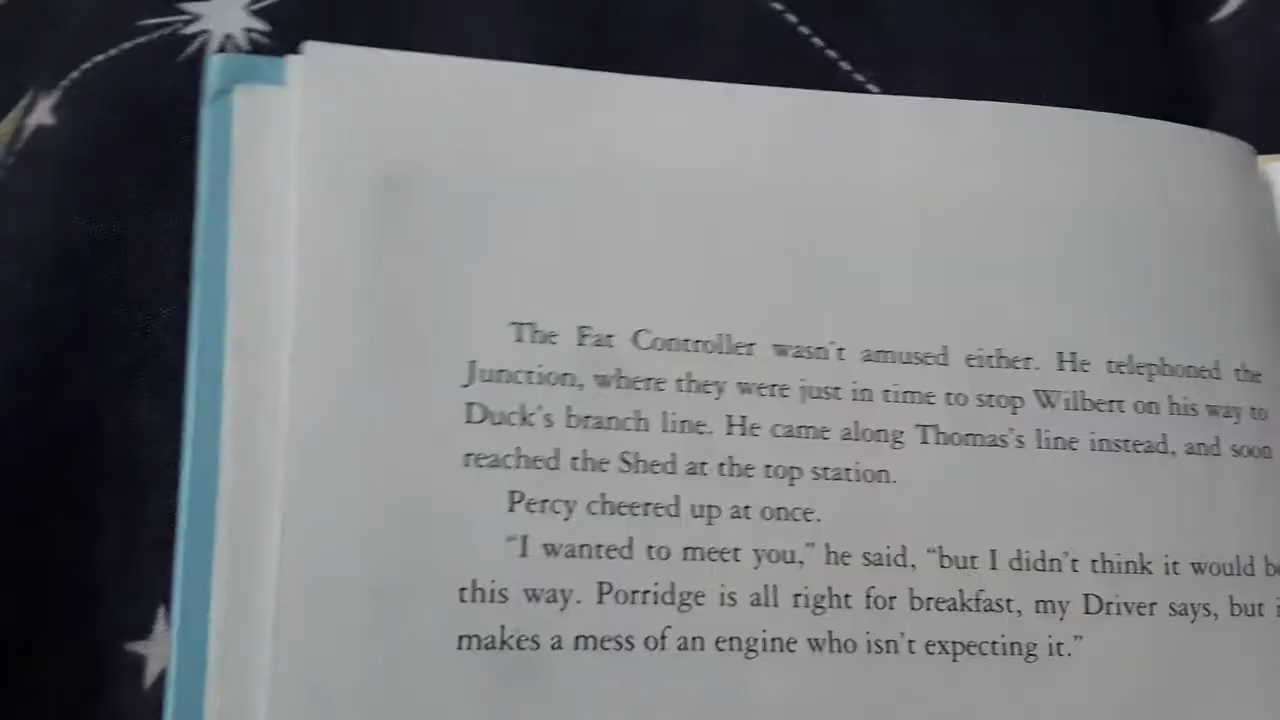 The Fat Controller wasn't amused either. He telephoned the
Junction, where they were just in time to stop Wilbert on his way to
Duck's branch line. He came along Thomas's line instead, and soon
reached the Shed at the top station.
Percy cheered up at once.
"I wanted to meet you," he said, "but I didn't think it would
this way. Porridge is all right for breakfast, my Driver says, but
makes a mess of an engine who isn't expecting it."